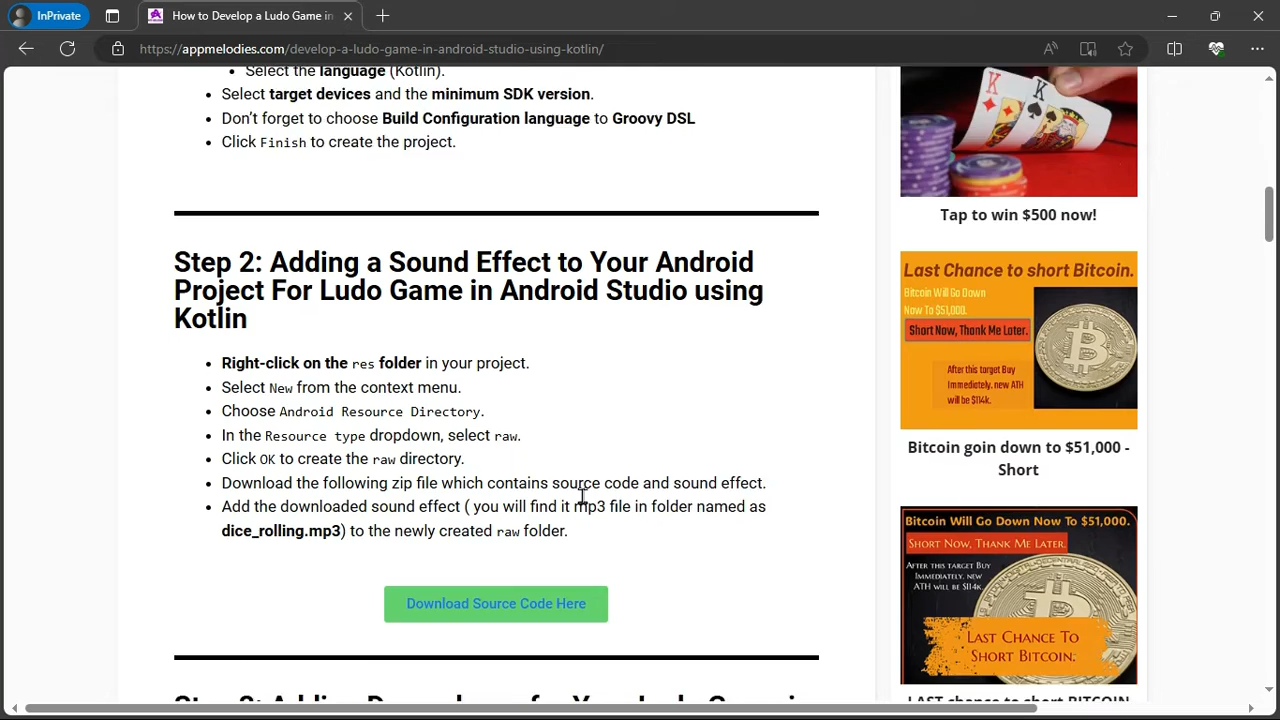 InPrivate
How to Develop a Ludo Game in
https://appmelodies.com/develop-a-ludo-game-in-android-studio-using-kotlin/
Select the language (Kotlin).
Select target devices and the minimum SDK version.
Don’t forget to choose Build Configuration language to Groovy DSL
Click Finish to create the project.
Step 2: Adding a Sound Effect to Your Android
Project For Ludo Game in Android Studio using
Kotlin
Right-click on the res folder in your project.
Select New from the context menu.
Choose Android Resource Directory.
In the Resource type dropdown, select raw.
Click OK to create the raw directory.
Download the following zip file which contains source code and sound effect.
Add the downloaded sound effect ( you will find it mp3 file in folder named as
dice_rolling.mp3) to the newly created raw folder.
Download Source Code Here
Tap to win $500 now!
Last Chance to short Bitcoin.
Bitcoin Will Go Down
Now To $51,000.
Short Now, Thank Me Later.
After this target Buy
Immediately. new ATH
will be $114k.
Bitcoin goin down to $51,000 -
Short
Bitcoin Will Go Down Now To $51,000.
Short Now, Thank Me Later.
After this target Buy
Immediately. new
ATH will be $114k.
Last Chance To
Short Bitcoin.
LAST chance to short BITCOIN